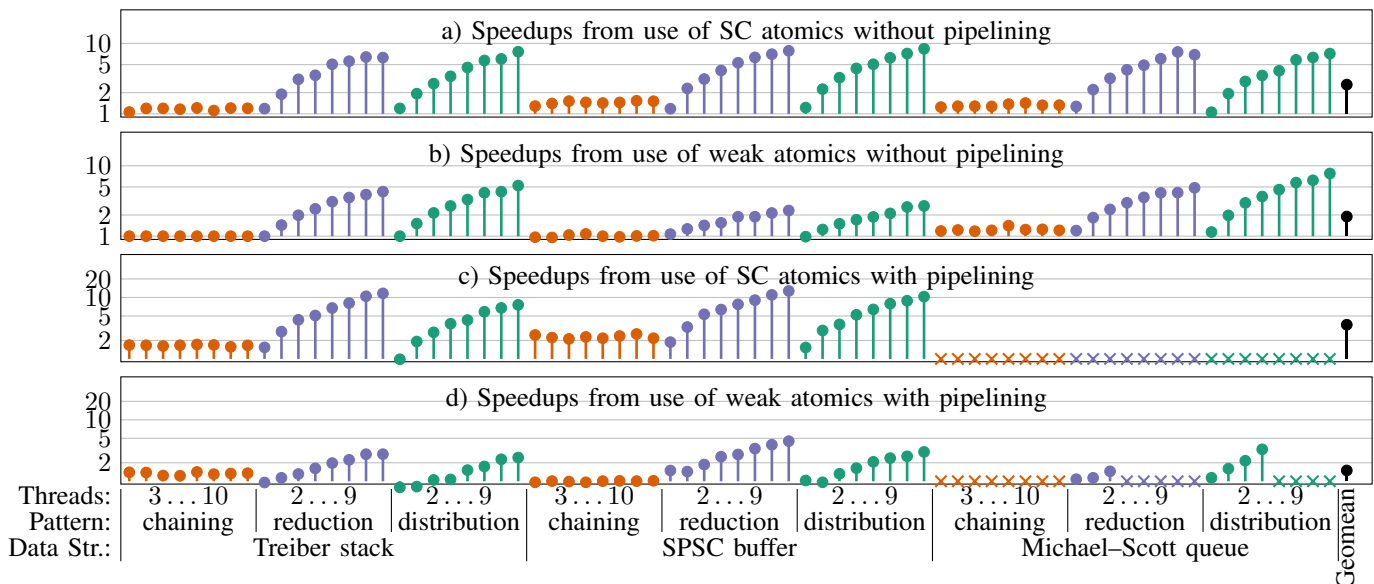 a) Speedups from use of SC atomics without pipelining
10
5
2
1
b) Speedups from use of weak atomics without pipelining
10
5
2
1
c) Speedups from use of SC atomics with pipelining
20
10
5
2
d) Speedups from use of weak atomics with pipelining
20
10
5
2
Threads: 3...10 2...9 2...9 3...10 2...9 2...9 3...10 2...9 2...9
Pattern: chaining reduction distribution chaining reduction distribution chaining reduction distribution
Data Str.: Treiber stack SPSC buffer Michael–Scott queue
Geomean